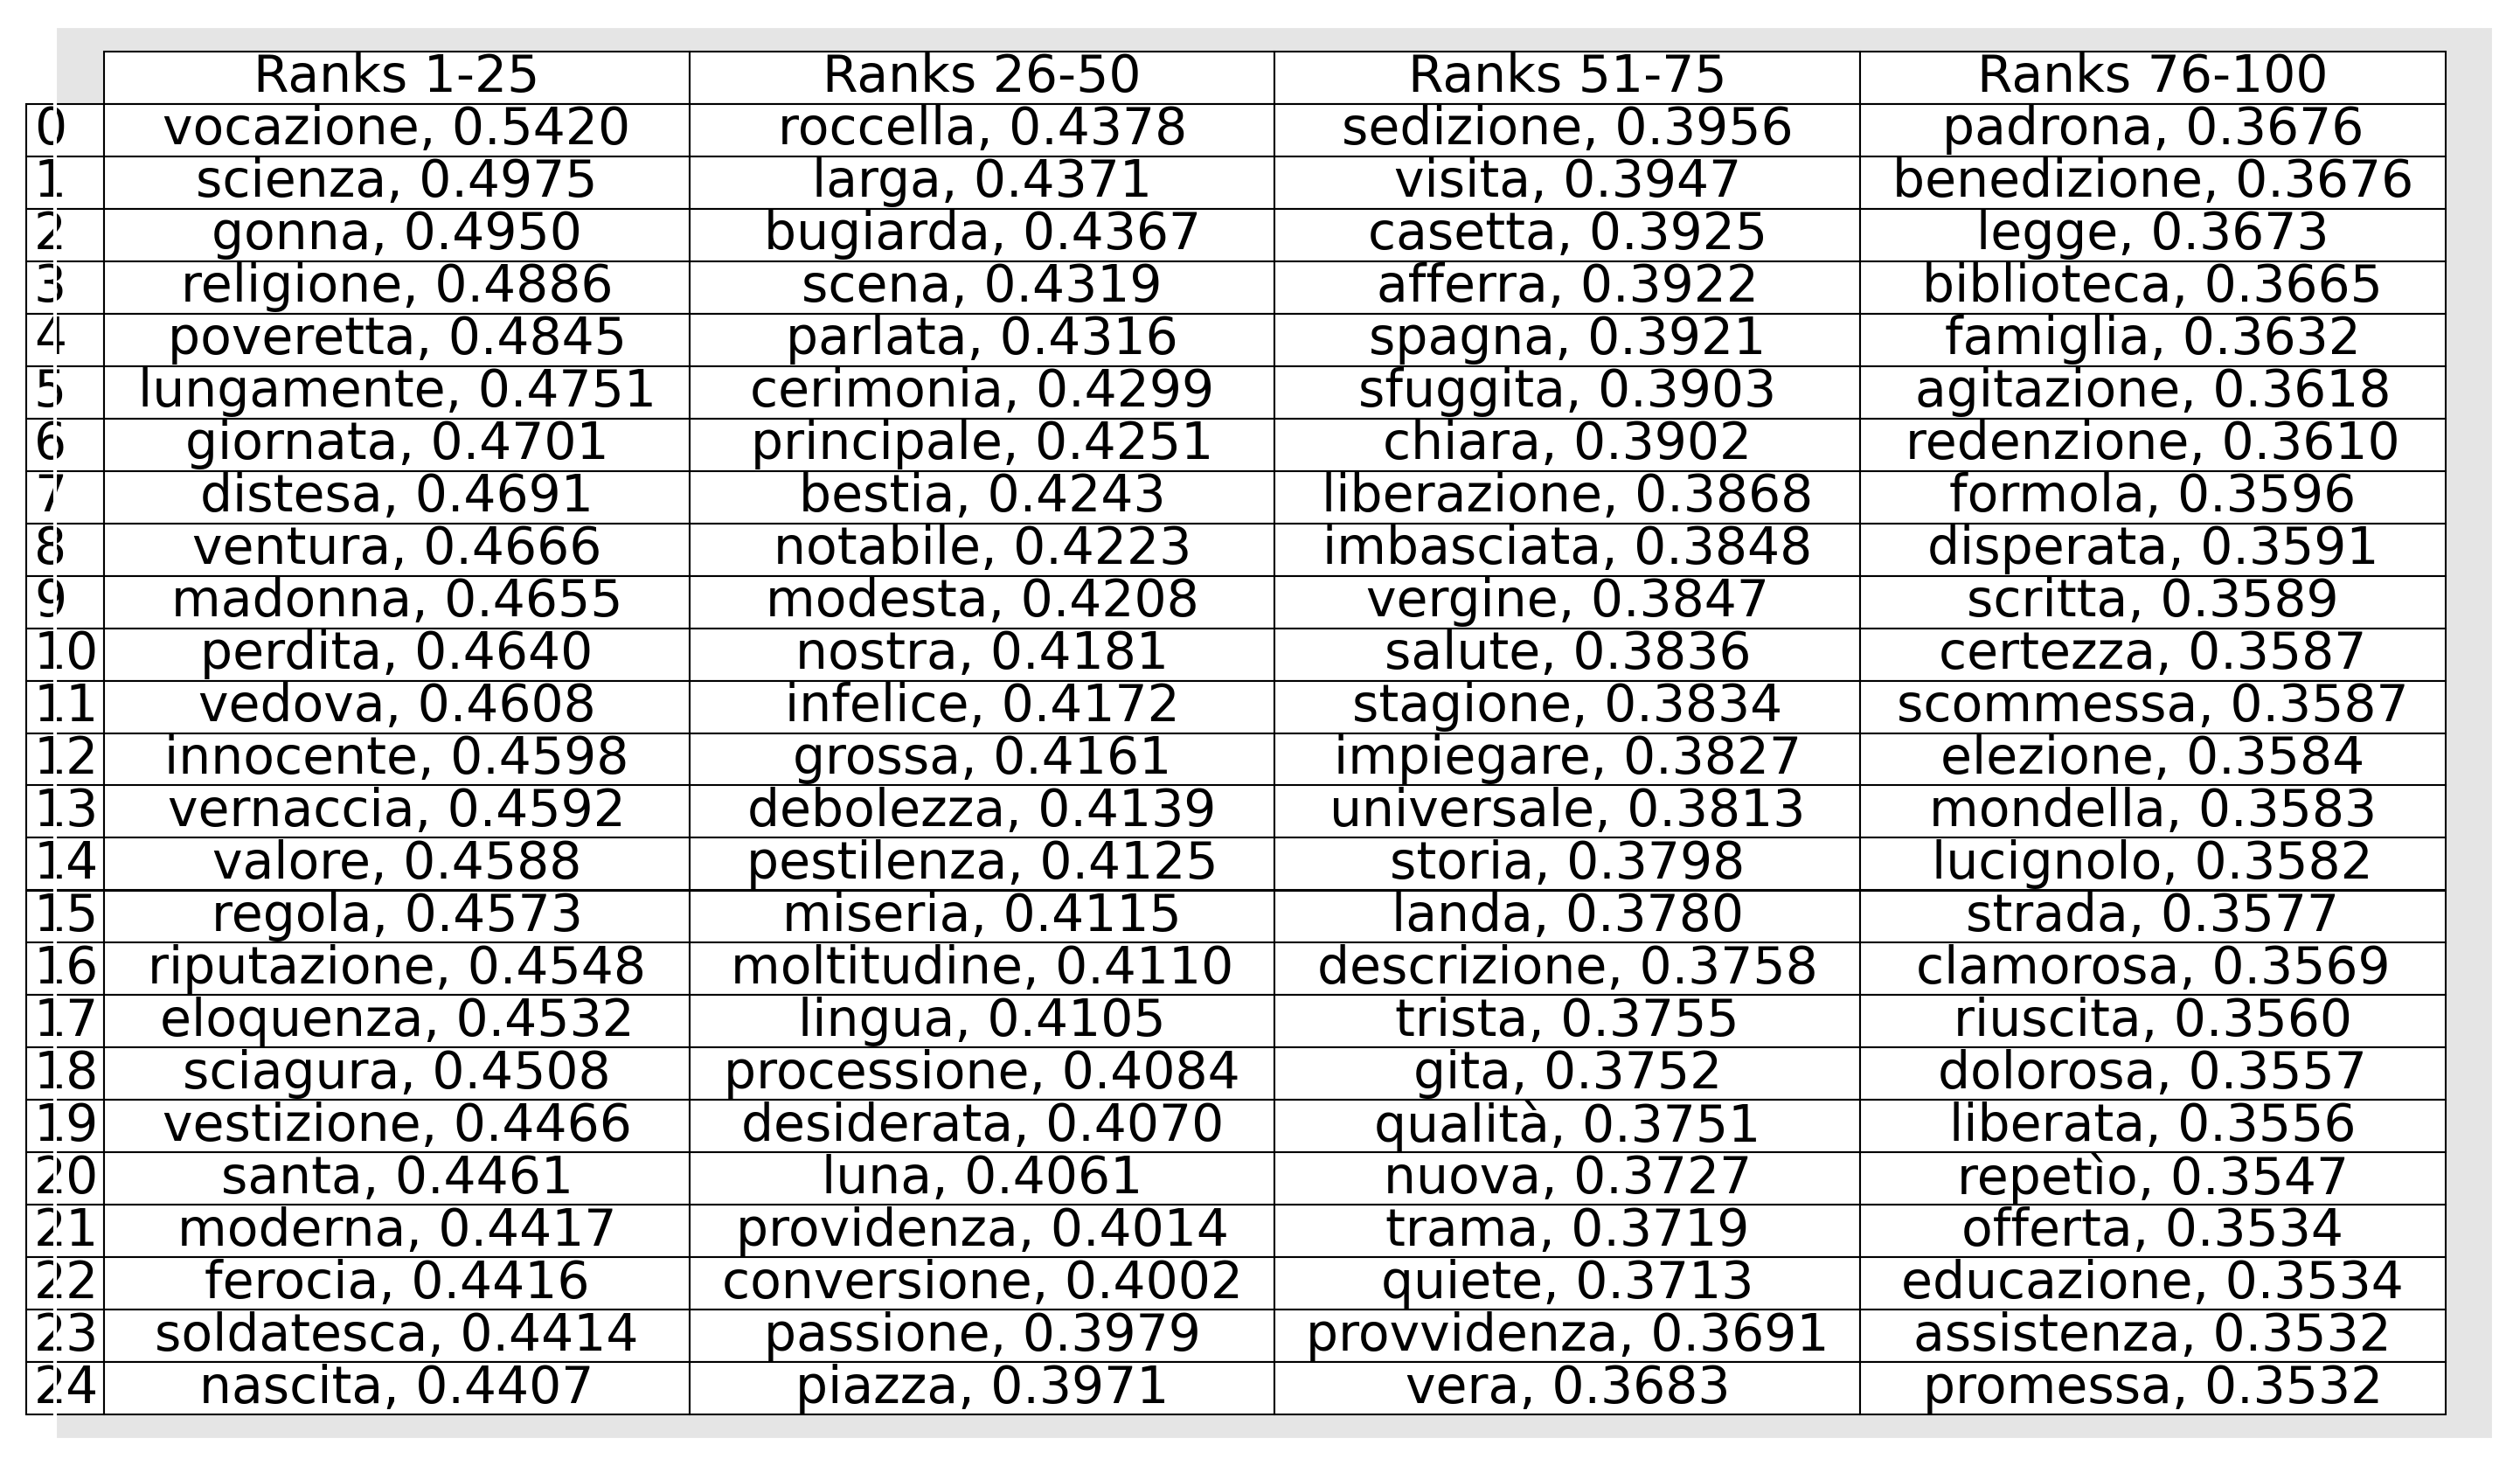 Ranks 1-25 Ranks 26-50 Ranks 51-75 Ranks 76-100
0 vocazione, 0.5420 roccella, 0.4378 sedizione, 0.3956 padrona, 0.3676
1 scienza, 0.4975 larga, 0.4371 visita, 0.3947 benedizione, 0.3676
2 gonna, 0.4950 bugiarda, 0.4367 casetta, 0.3925 legge, 0.3673
3 religione, 0.4886 scena, 0.4319 afferra, 0.3922 biblioteca, 0.3665
4 poveretta, 0.4845 parlata, 0.4316 spagna, 0.3921 famiglia, 0.3632
5 lungamente, 0.4751 cerimonia, 0.4299 sfuggita, 0.3903 agitazione, 0.3618
6 giornata, 0.4701 principale, 0.4251 chiara, 0.3902 redenzione, 0.3610
7 distesa, 0.4691 bestia, 0.4243 liberazione, 0.3868 formola, 0.3596
8 ventura, 0.4666 notabile, 0.4223 imbasciata, 0.3848 disperata, 0.3591
9 madonna, 0.4655 modesta, 0.4208 vergine, 0.3847 scritta, 0.3589
10 perdita, 0.4640 nostra, 0.4181 salute, 0.3836 certezza, 0.3587
11 vedova, 0.4608 infelice, 0.4172 stagione, 0.3834 scommessa, 0.3587
12 innocente, 0.4598 grossa, 0.4161 impiegare, 0.3827 elezione, 0.3584
13 vernaccia, 0.4592 debolezza, 0.4139 universale, 0.3813 mondella, 0.3583
14 valore, 0.4588 pestilenza, 0.4125 storia, 0.3798 lucignolo, 0.3582
15 regola, 0.4573 miseria, 0.4115 landa, 0.3780 strada, 0.3577
16 riputazione, 0.4548 moltitudine, 0.4110 descrizione, 0.3758 clamorosa, 0.3569
17 eloquenza, 0.4532 lingua, 0.4105 trista, 0.3755 riuscita, 0.3560
18 sciagura, 0.4508 processione, 0.4084 gita, 0.3752 dolorosa, 0.3557
19 vestizione, 0.4466 desiderata, 0.4070 qualità, 0.3751 liberata, 0.3556
20 santa, 0.4461 luna, 0.4061 nuova, 0.3727 repetìo, 0.3547
21 moderna, 0.4417 providenza, 0.4014 trama, 0.3719 offerta, 0.3534
22 ferocia, 0.4416 conversione, 0.4002 quiete, 0.3713 educazione, 0.3534
23 soldatesca, 0.4414 passione, 0.3979 provvidenza, 0.3691 assistenza, 0.3532
24 nascita, 0.4407 piazza, 0.3971 vera, 0.3683 promessa, 0.3532